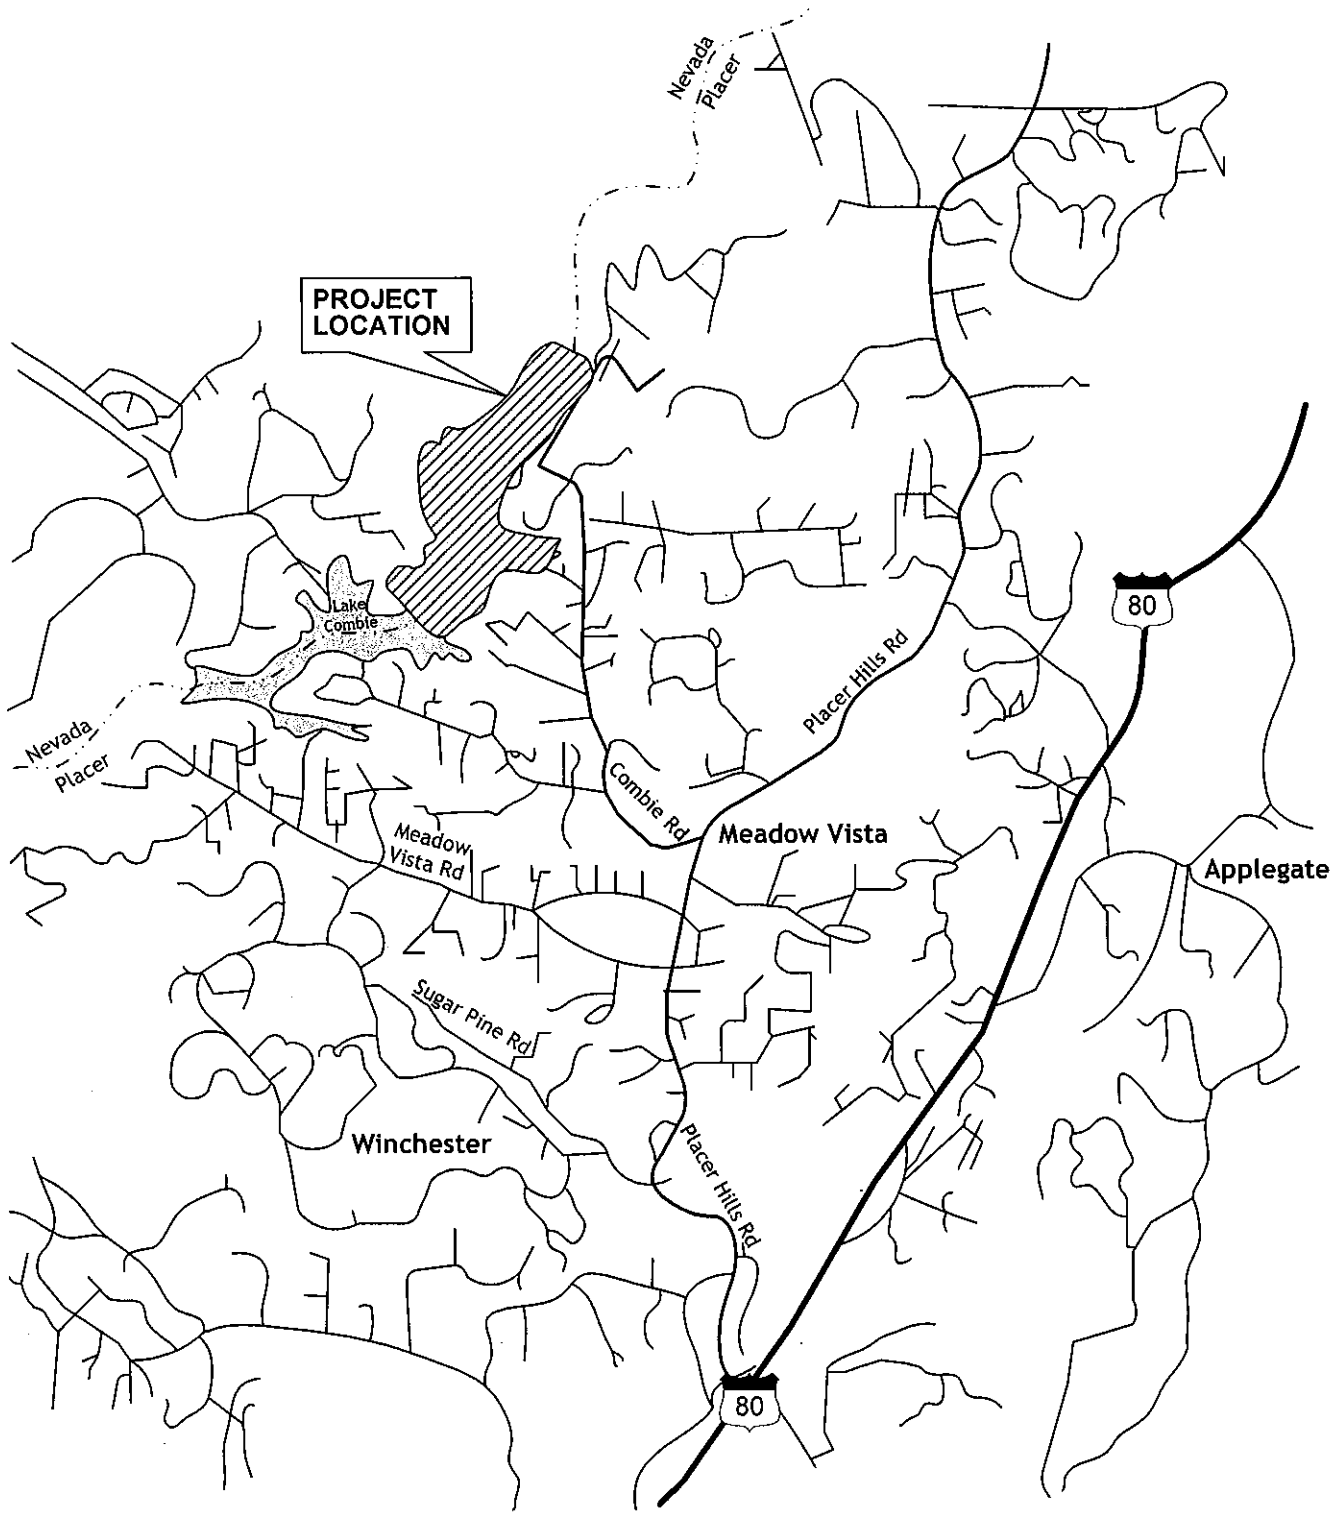 Nevada
Placer
PROJECT
LOCATION
80
Lake
Combie
Placer Hills Rd
Nevada
Placer
Combie Rd
Meadow Vista
Meadow
Vista Rd
Applegate
Sugar Pine Rd
Winchester
Placer Hills Rd
80